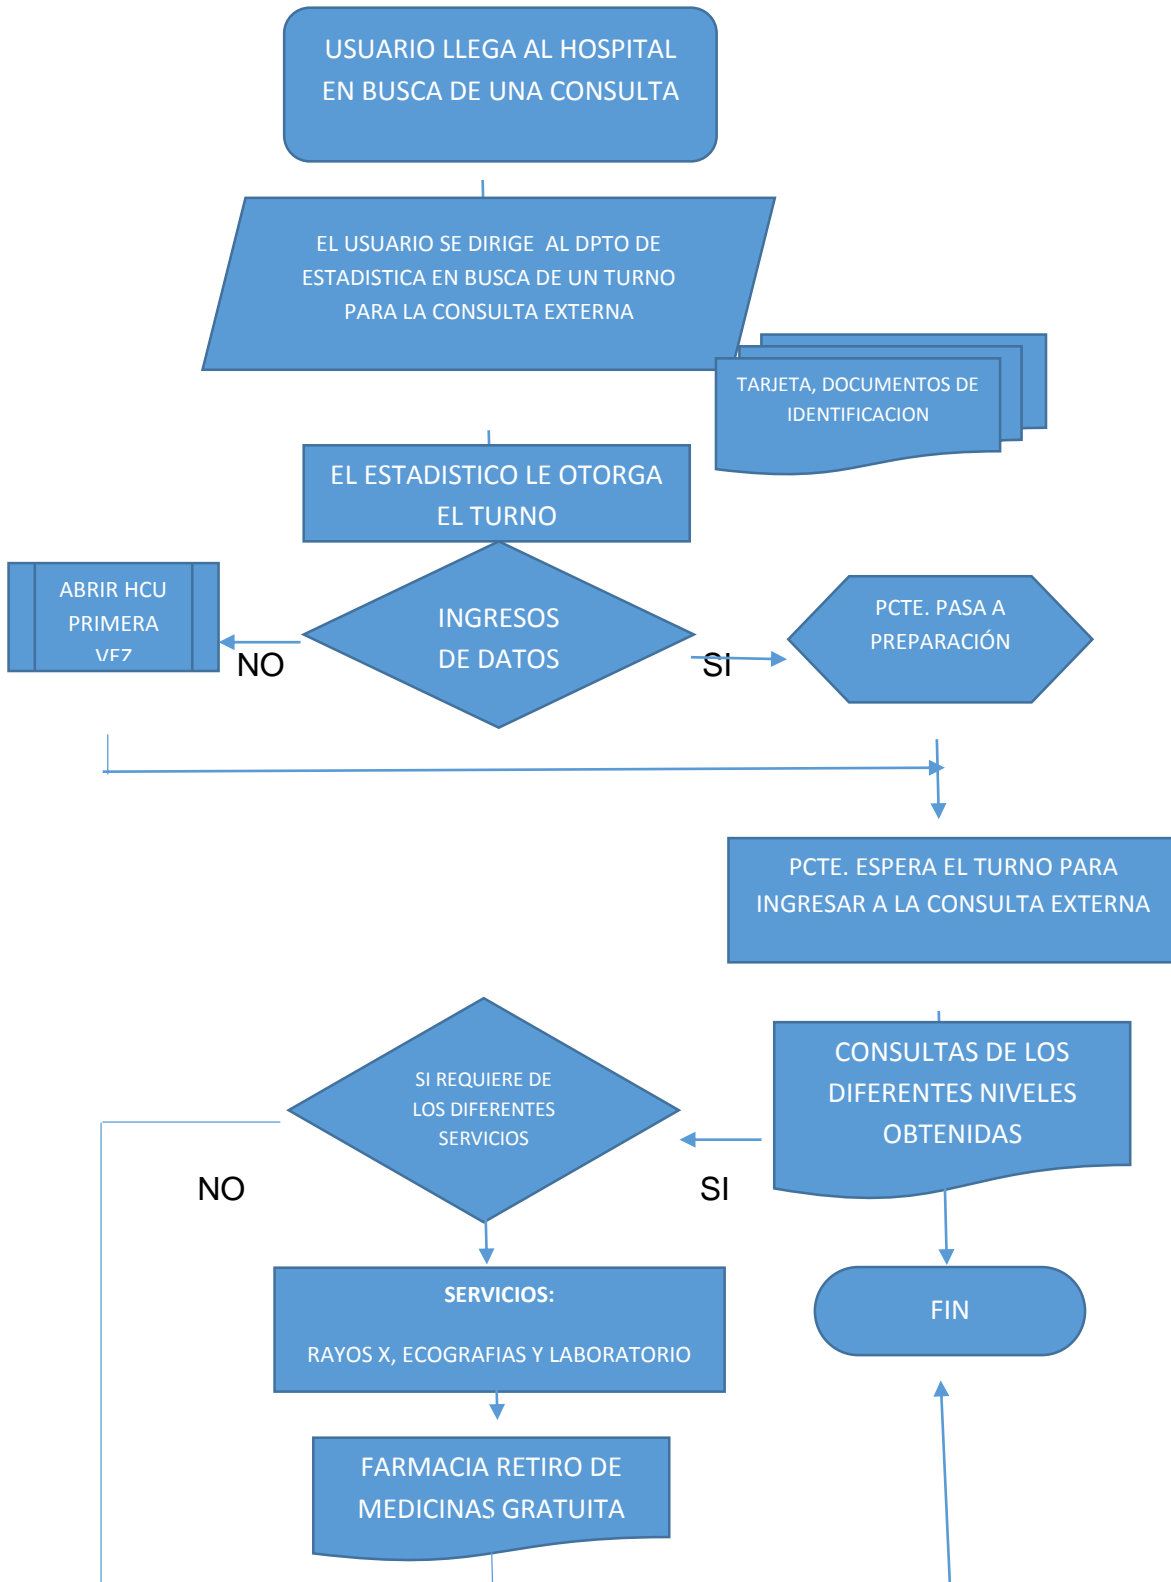 USUARIO LLEGA AL HOSPITAL
EN BUSCA DE UNA CONSULTA
EL USUARIO SE DIRIGE AL DPTO DE
ESTADISTICA EN BUSCA DE UN TURNO
PARA LA CONSULTA EXTERNA
TARJETA, DOCUMENTOS DE
IDENTIFICACION
EL ESTADISTICO LE OTORGA
EL TURNO
ABRIR HCU
PRIMERA
VEZ
NO
INGRESOS
DE DATOS
SI
PCTE. PASA A
PREPARACIÓN
PCTE. ESPERA EL TURNO PARA
INGRESAR A LA CONSULTA EXTERNA
CONSULTAS DE LOS
DIFERENTES NIVELES
OBTENIDAS
SI REQUIERE DE
LOS DIFERENTES
SERVICIOS
NO
SI
SERVICIOS:
RAYOS X, ECOGRAFIAS Y LABORATORIO
FIN
FARMACIA RETIRO DE
MEDICINAS GRATUITA